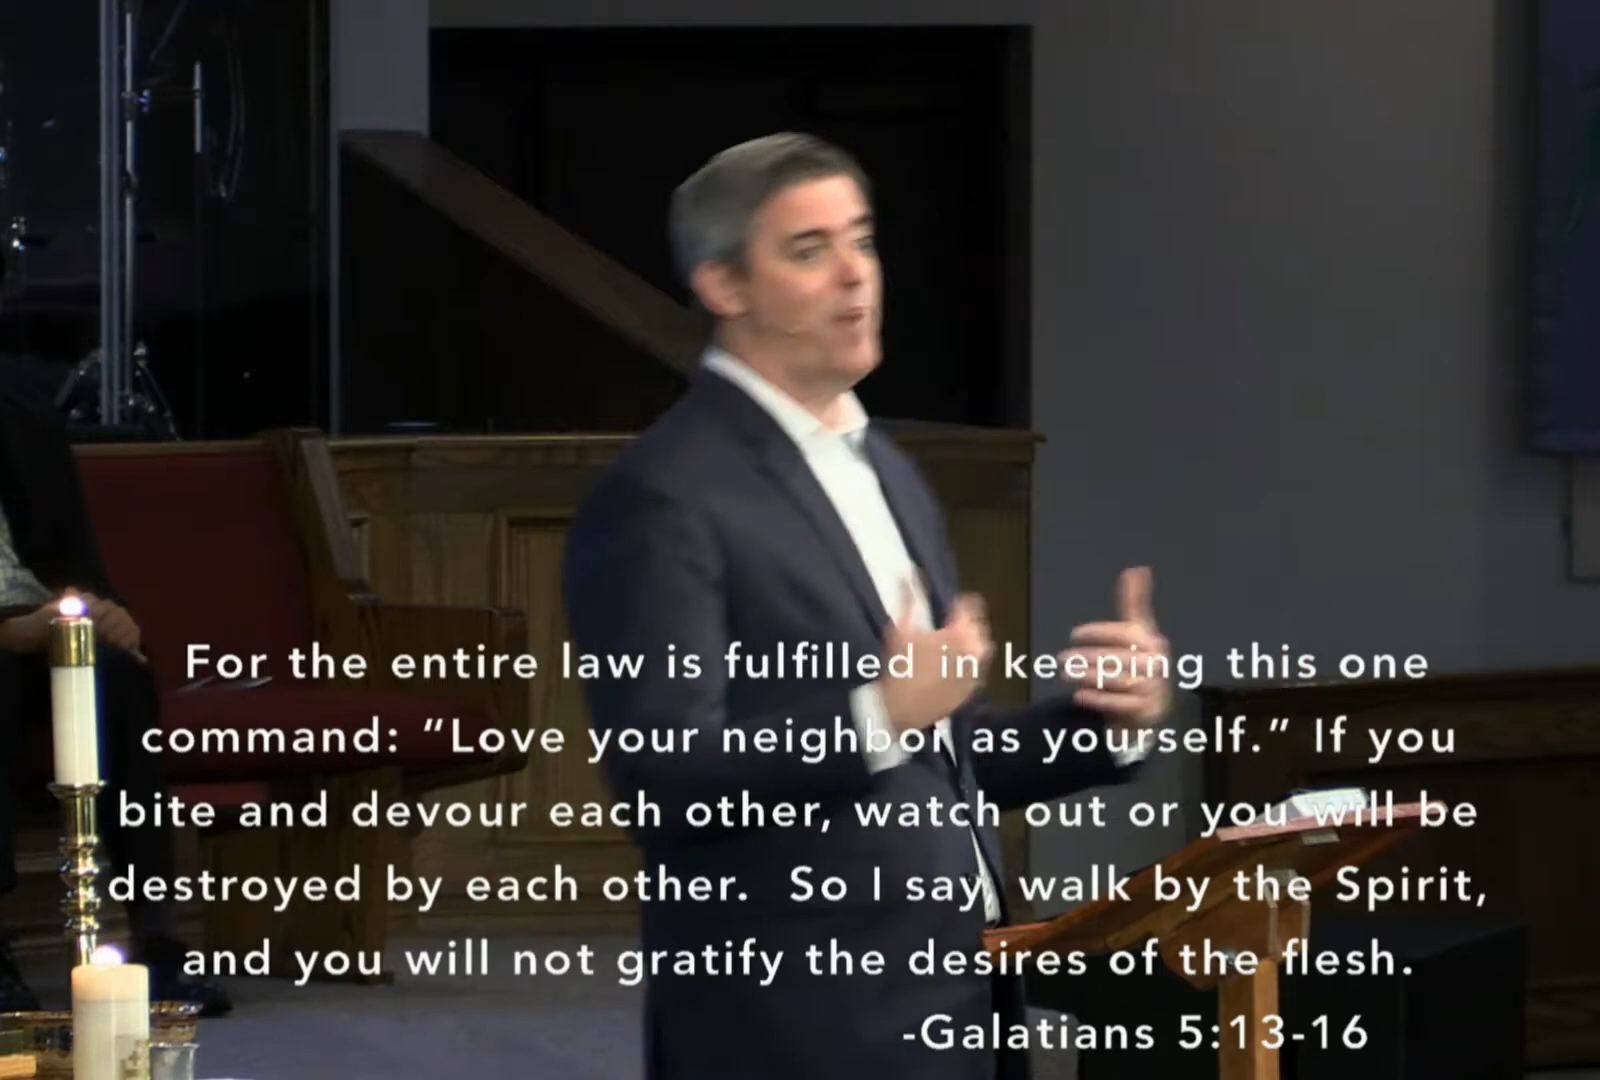 For the entire law is fulfilled in keeping this one
command: “Love your neighbor as yourself.” If you
bite and devour each other, watch out or you will be
destroyed by each other.  So I say, walk by the Spirit,
and you will not gratify the desires of the flesh.
-Galatians 5:13-16